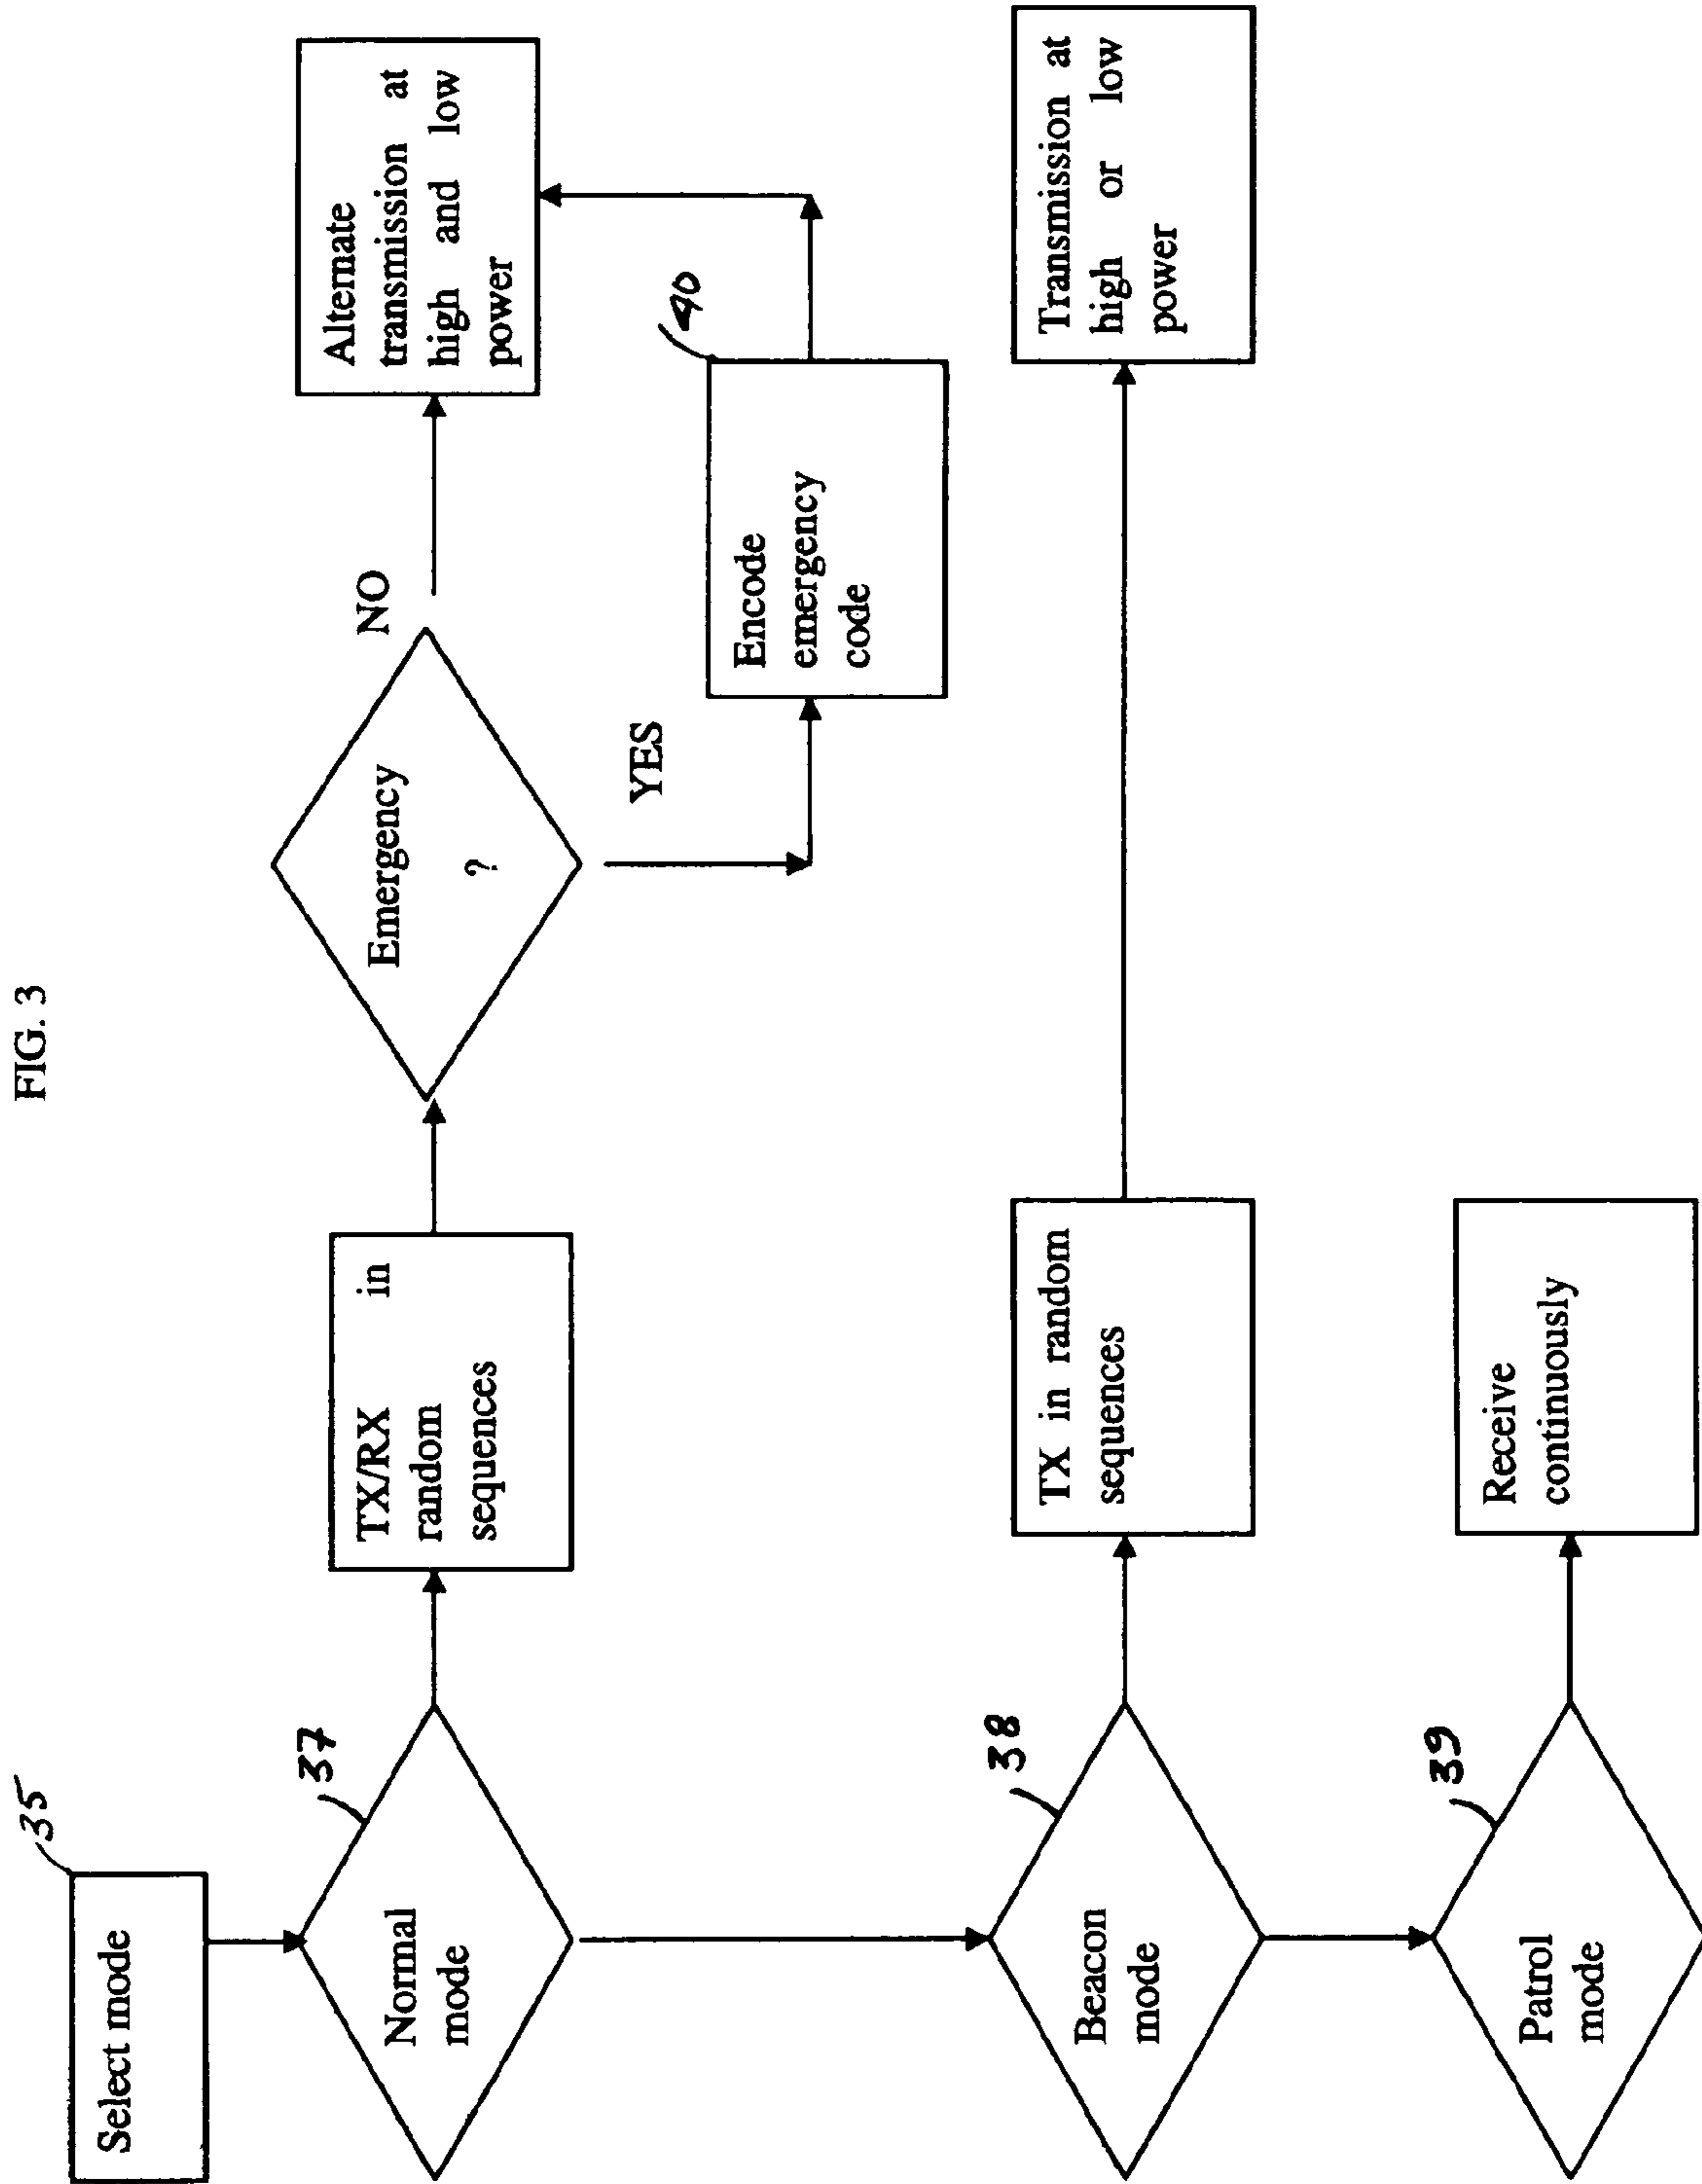 FIG. 3
Select mode
35
Normal
mode
37
TX/RX in
random
sequences
Emergency
?
NO
YES
Alternate
transmission at
high and low
power
Encode
emergency
code
40
Beacon
mode
38
TX in random
sequences
Transmission at
high or low
power
Patrol
mode
39
Receive
continuously